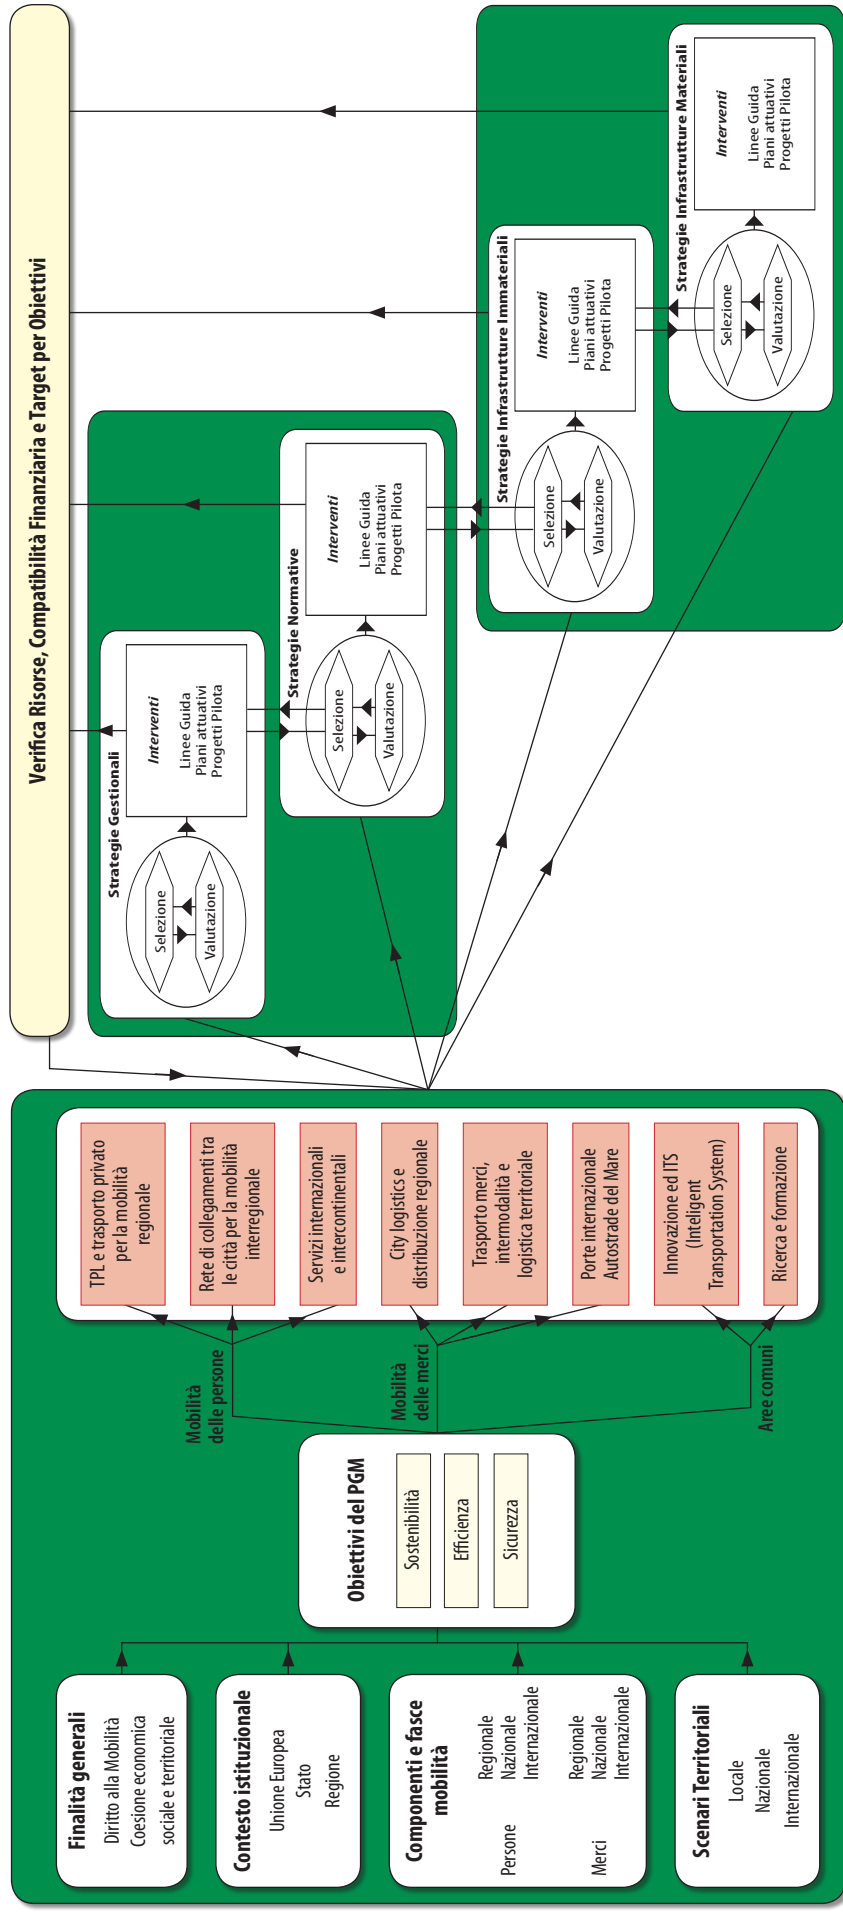 Finalità generali
Diritto alla Mobilità
Coesione economica
sociale e territoriale
Contesto istituzionale
Unione Europea
Stato
Regione
Componenti e fasce
mobilità
Persone
Regionale
Nazionale
Internazionale
Merci
Regionale
Nazionale
Internazionale
Scenari Territoriali
Locale
Nazionale
Internazionale
Obiettivi del PGM
Sostenibilità
Efficienza
Sicurezza
Mobilità
delle persone
Mobilità
delle merci
Aree comuni
TPL e trasporto privato
per la mobilità
regionale
Rete di collegamenti tra
le città per la mobilità
interregionale
Servizi internazionali
e intercontinentali
City logistics e
distribuzione regionale
Trasporto merci,
intermodalità e
logistica territoriale
Porte internazionale
Autostrade del Mare
Innovazione ed ITS
(Inteligent
Transportation System)
Ricerca e formazione
Verifica Risorse, Compatibilità Finanziaria e Target per Obiettivi
Strategie Gestionali
Selezione
Valutazione
Interventi
Linee Guida
Piani attuativi
Progetti Pilota
Strategie Normative
Selezione
Valutazione
Interventi
Linee Guida
Piani attuativi
Progetti Pilota
Strategie Infrastrutture Immateriali
Selezione
Valutazione
Interventi
Linee Guida
Piani attuativi
Progetti Pilota
Strategie Infrastrutture Materiali
Selezione
Valutazione
Interventi
Linee Guida
Piani attuativi
Progetti Pilota